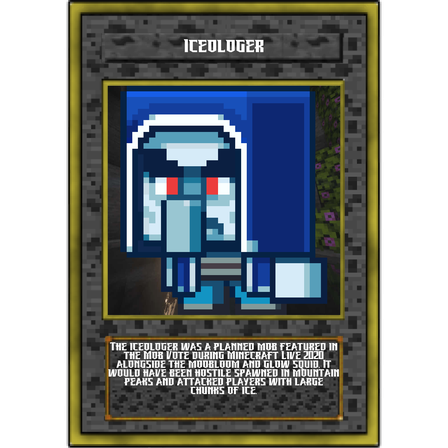 ICEOLOGER
THE ICEOLOGER WAS A PLANNED MOB FEATURED IN
THE MOB VOTE DURING MINECRAFT LIVE 2020
ALONGSIDE THE MOOBLOOM AND GLOW SQUID. IT
WOULD HAVE BEEN HOSTILE SPAWNED IN MOUNTAIN
PEAKS AND ATTACKED PLAYERS WITH LARGE
CHUNKS OF ICE